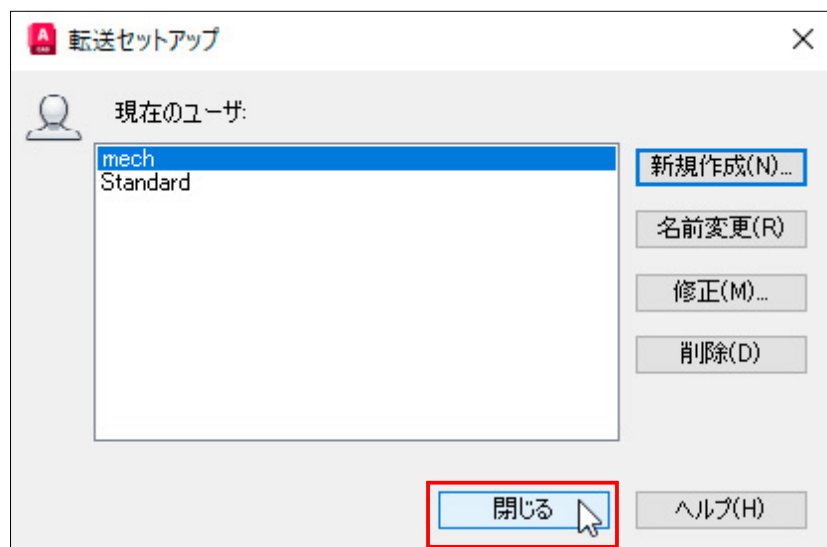 転送セットアップ
現在のユーザ:
mech
Standard
新規作成(N)...
名前変更(R)
修正(M)...
削除(D)
閉じる
ヘルプ(H)